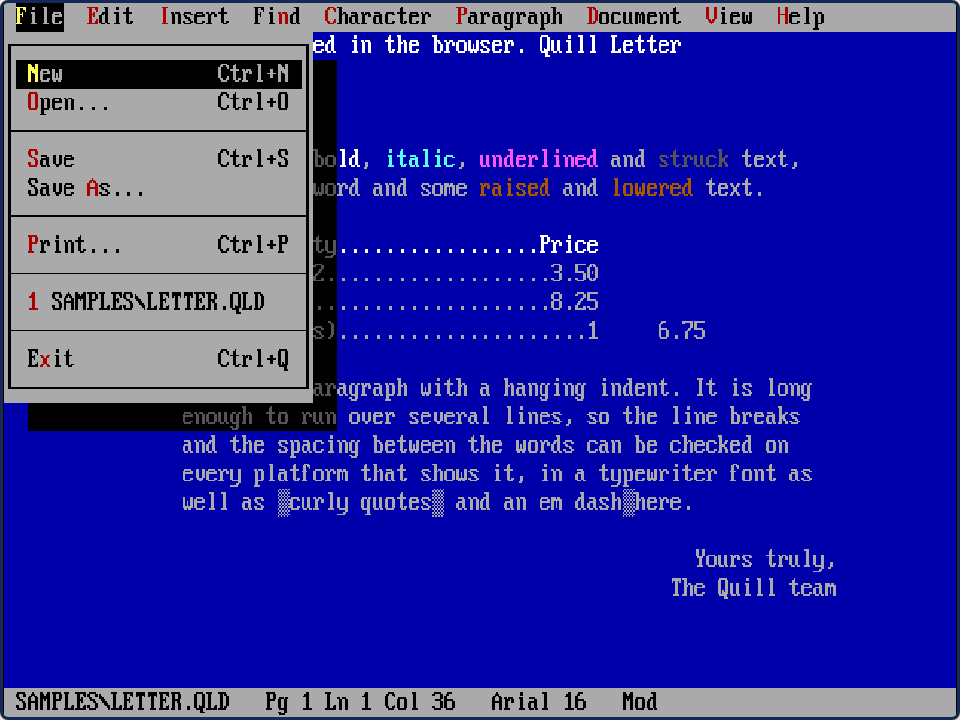 File Edit Insert Find Character Paragraph Document View Help
ed in the browser. Quill Letter
New Ctrl+N
Open... Ctrl+O
Save Ctrl+S
bold, italic, underlined and struck text,
Save As...
word and some raised and lowered text.
Print... Ctrl+P
ty.................Price
2...................3.50
1 SAMPLES\LETTER.QLD
....................8.25
s).....................1 6.75
Exit Ctrl+Q
aragraph with a hanging indent. It is long
enough to run over several lines, so the line breaks
and the spacing between the words can be checked on
every platform that shows it, in a typewriter font as
well as ▒curly quotes▒ and an em dash▒here.
Yours truly,
The Quill team
SAMPLES\LETTER.QLD Pg 1 Ln 1 Col 36 Arial 16 Mod